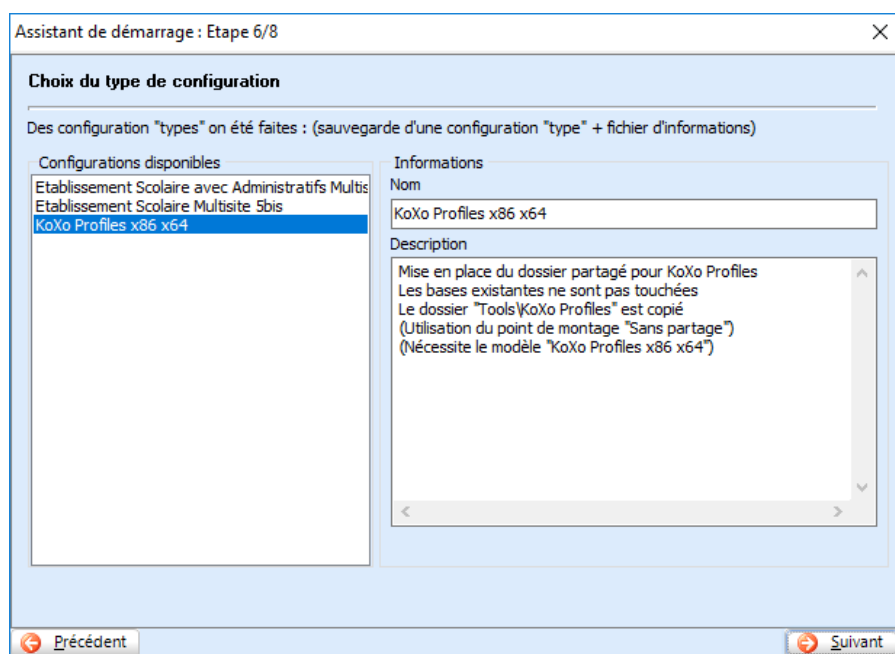 Assistant de démarrage : Etape 6/8
Choix du type de configuration
Des configuration "types" on été faites : (sauvegarde d'une configuration "type" + fichier d'informations)
Configurations disponibles
Etablissement Scolaire avec Administratifs Multis
Etablissement Scolaire Multisite 5bis
KoXo Profiles x86 x64
Informations
Nom
KoXo Profiles x86 x64
Description
Mise en place du dossier partagé pour KoXo Profiles
Les bases existantes ne sont pas touchées
Le dossier "Tools\KoXo Profiles" est copié
(Utilisation du point de montage "Sans partage")
(Nécessite le modèle "KoXo Profiles x86 x64")
Précédent
Suivant